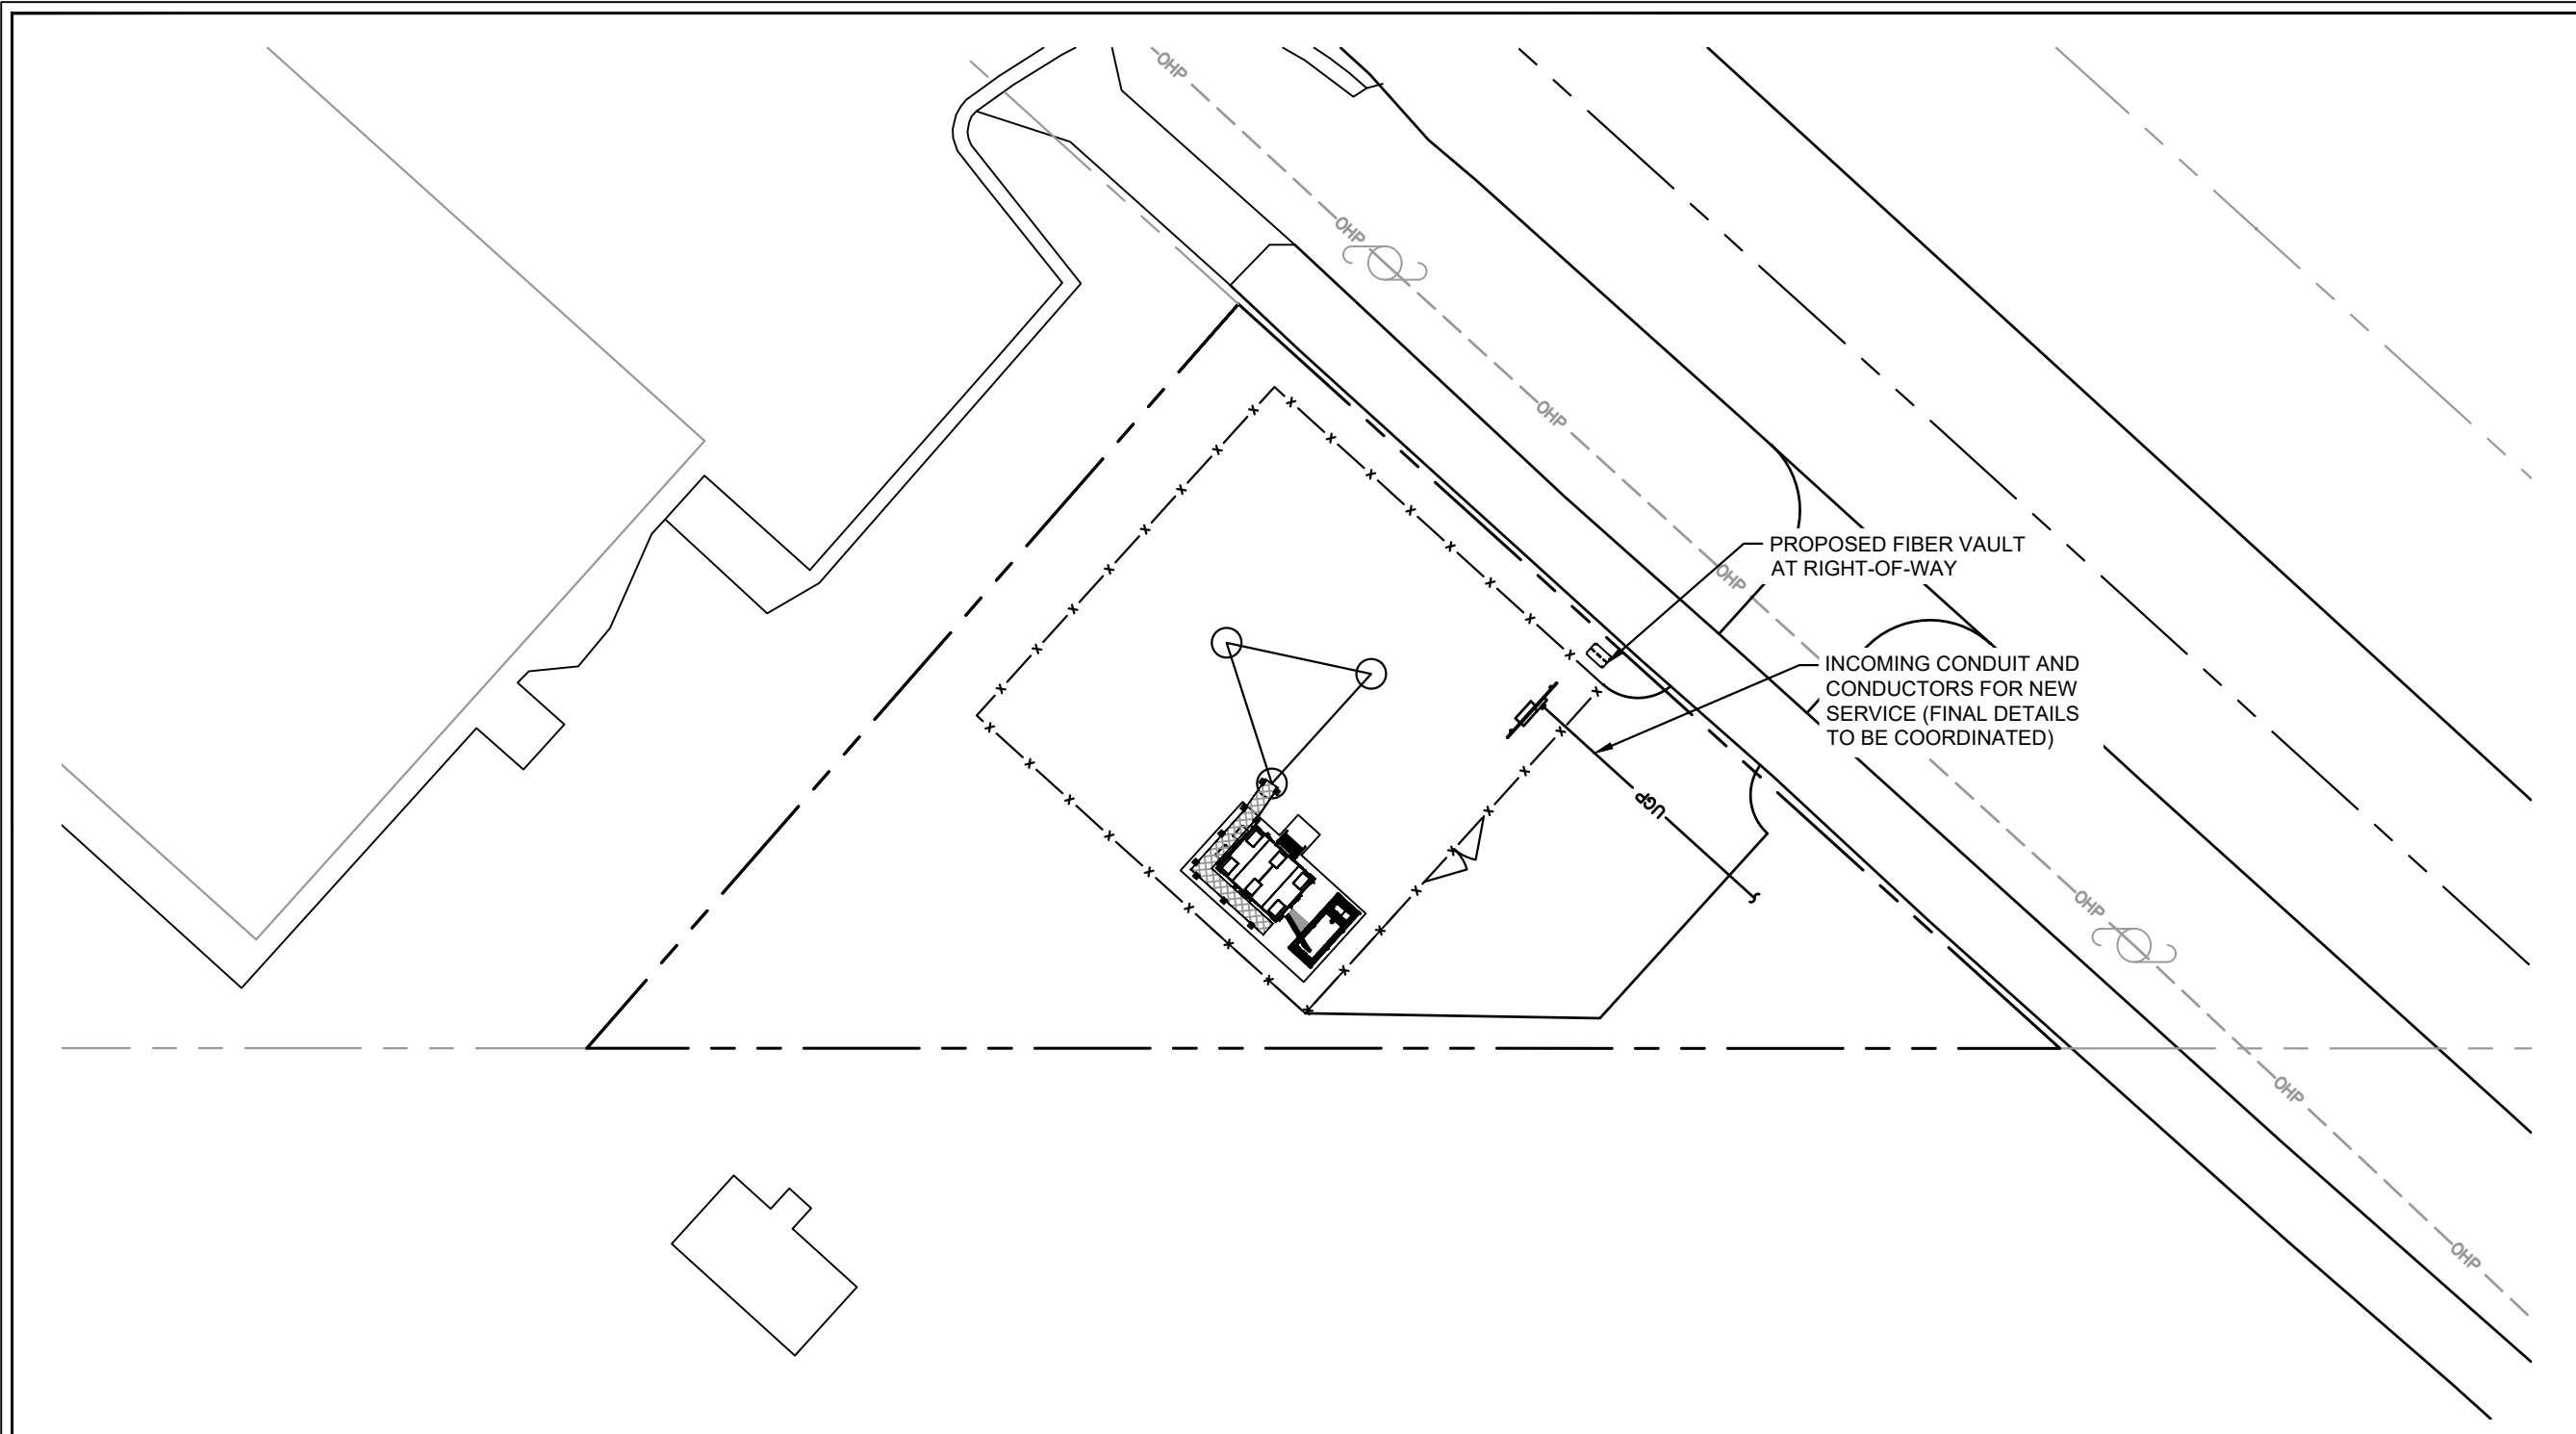 OHP
OHP
OHP
PROPOSED FIBER VAULT
AT RIGHT-OF-WAY
OHP
INCOMING CONDUIT AND
CONDUCTORS FOR NEW
SERVICE (FINAL DETAILS
TO BE COORDINATED)
UGP
OHP
OHP
OHP